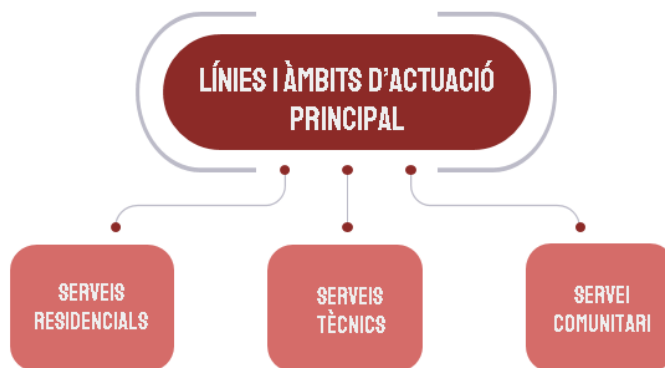 LÍNIES I ÀMBITS D'ACTUACIÓ
PRINCIPAL
SERVEIS
RESIDENCIALS
SERVEIS
TÈCNICS
SERVEI
COMUNITARI